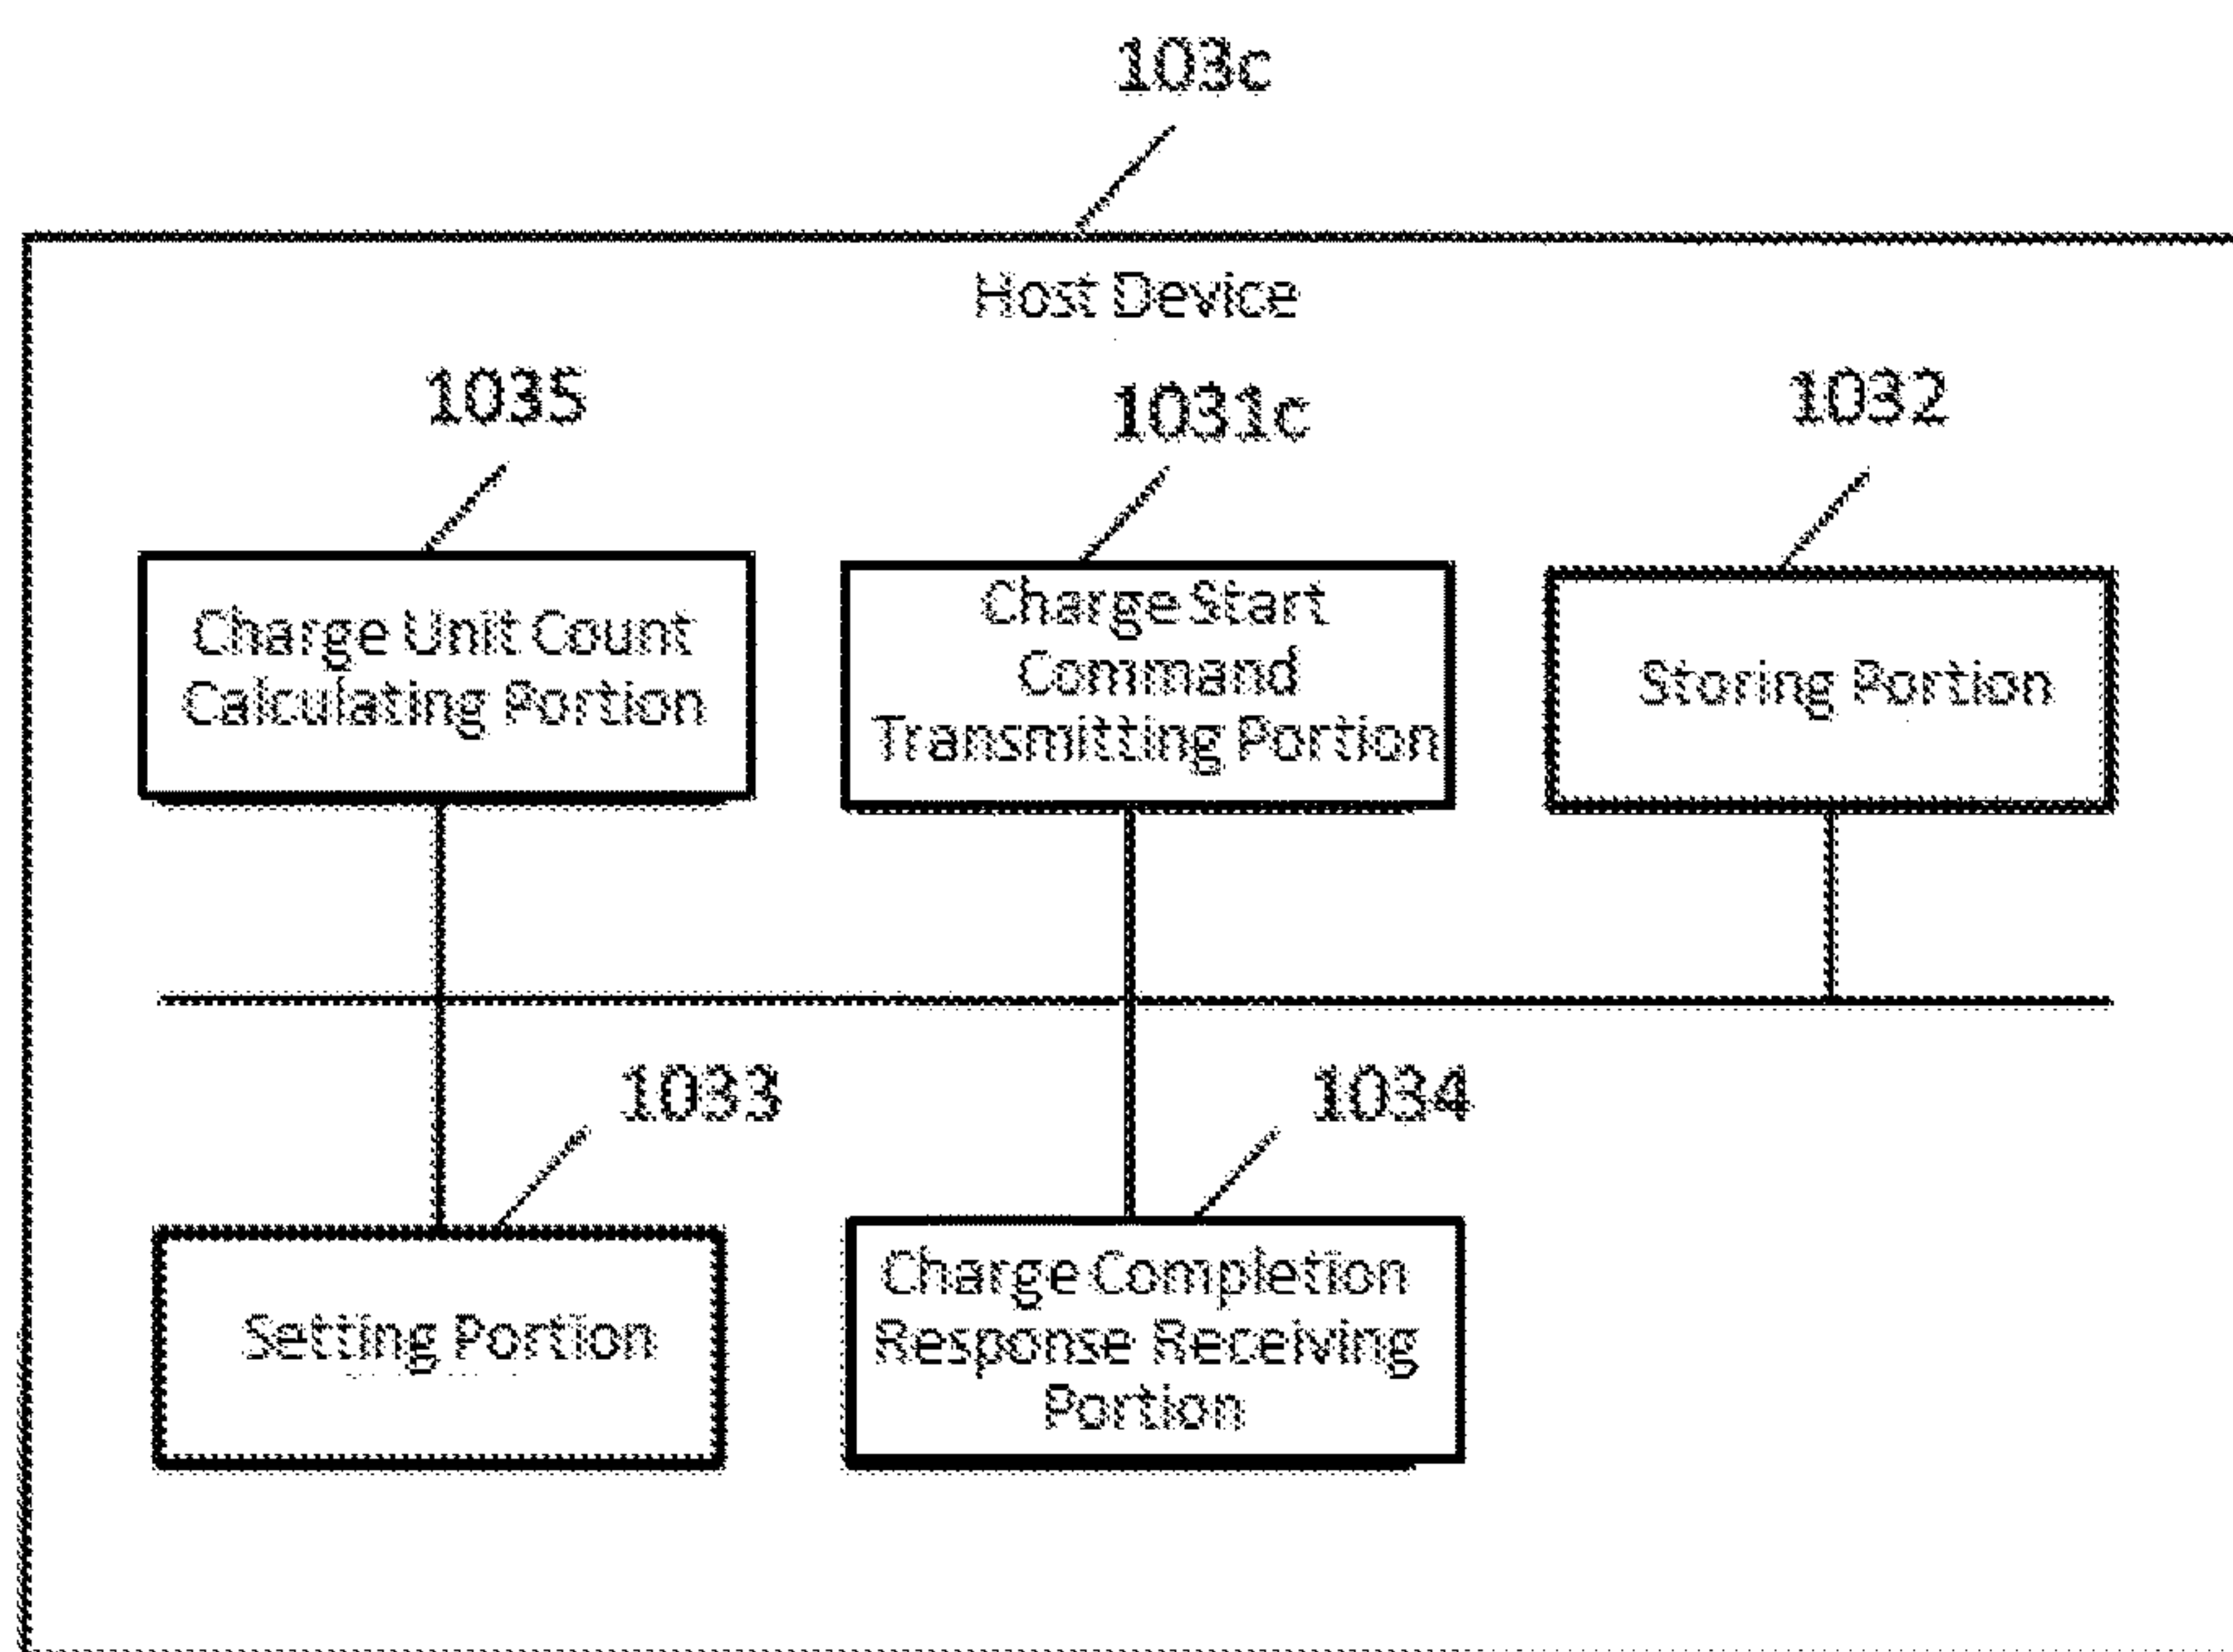 103c
Host Device
1035
1031c
1032
Charge Unit Count
Calculating Portion
Charge Start
Command
Transmitting Portion
Storing Portion
1033
1034
Setting Portion
Charge Completion
Response Receiving
Portion